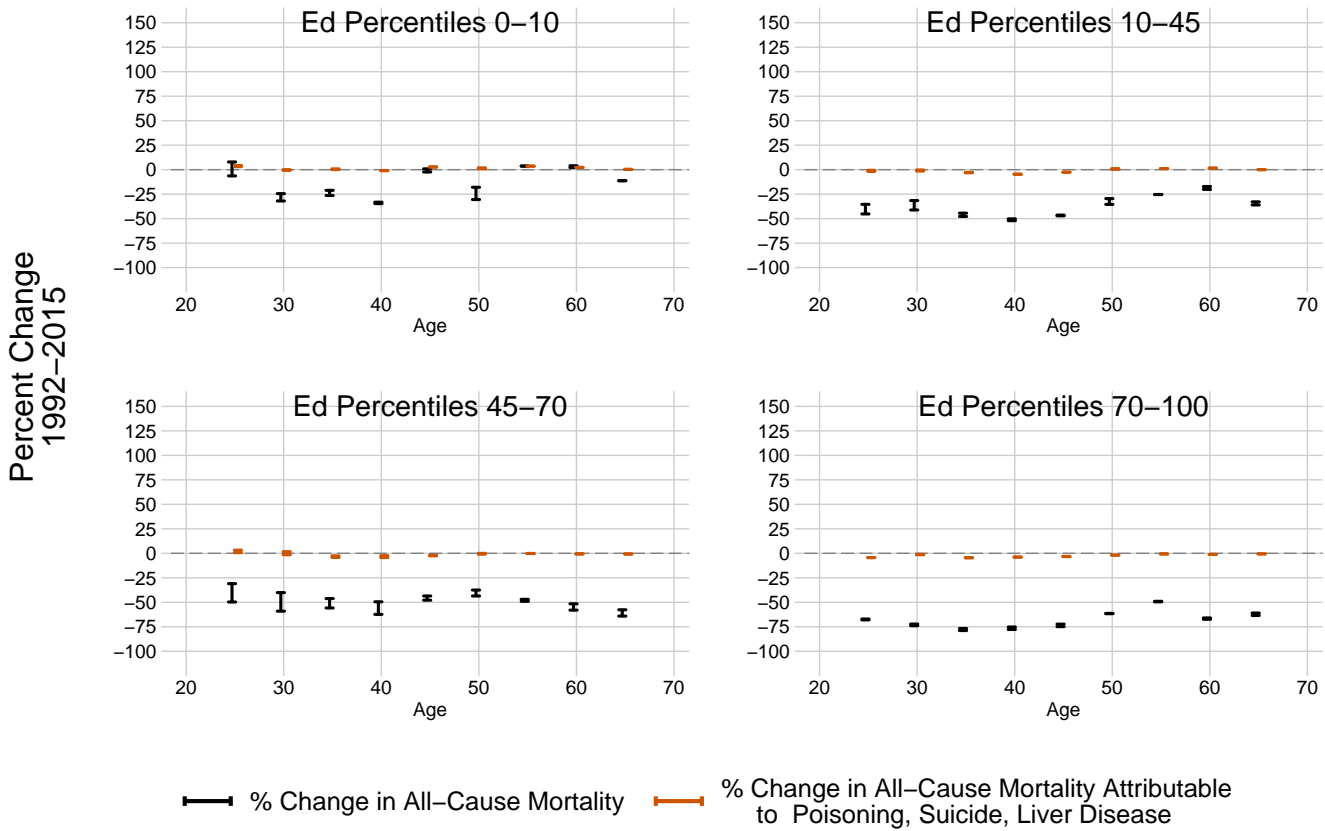 Percent Change
1992–2015
Ed Percentiles 0–10
150
125
100
75
50
25
0
−25
−50
−75
−100
20 30 40 50 60 70
Age
Ed Percentiles 10–45
150
125
100
75
50
25
0
−25
−50
−75
−100
20 30 40 50 60 70
Age
Ed Percentiles 45–70
150
125
100
75
50
25
0
−25
−50
−75
−100
20 30 40 50 60 70
Age
Ed Percentiles 70–100
150
125
100
75
50
25
0
−25
−50
−75
−100
20 30 40 50 60 70
Age
% Change in All−Cause Mortality
% Change in All−Cause Mortality Attributable
to Poisoning, Suicide, Liver Disease